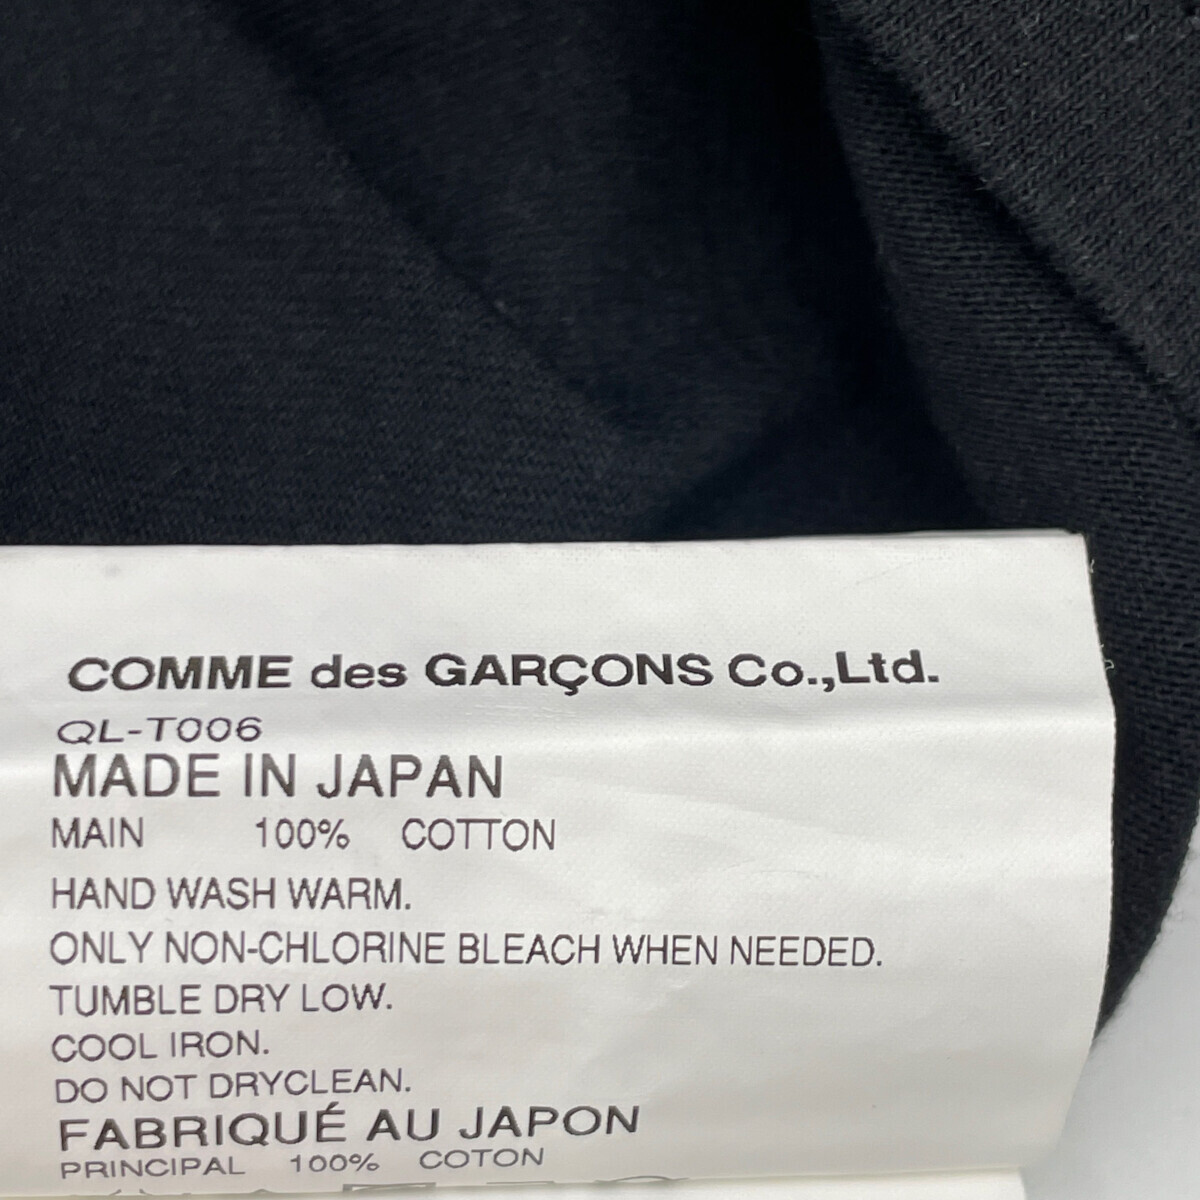 COMME des GARÇONS Co.,Ltd.
QL-T006
MADE IN JAPAN
MAIN 100% COTTON
HAND WASH WARM.
ONLY NON-CHLORINE BLEACH WHEN NEEDED.
TUMBLE DRY LOW.
COOL IRON.
DO NOT DRYCLEAN.
FABRIQUÉ AU JAPON
PRINCIPAL 100% COTON